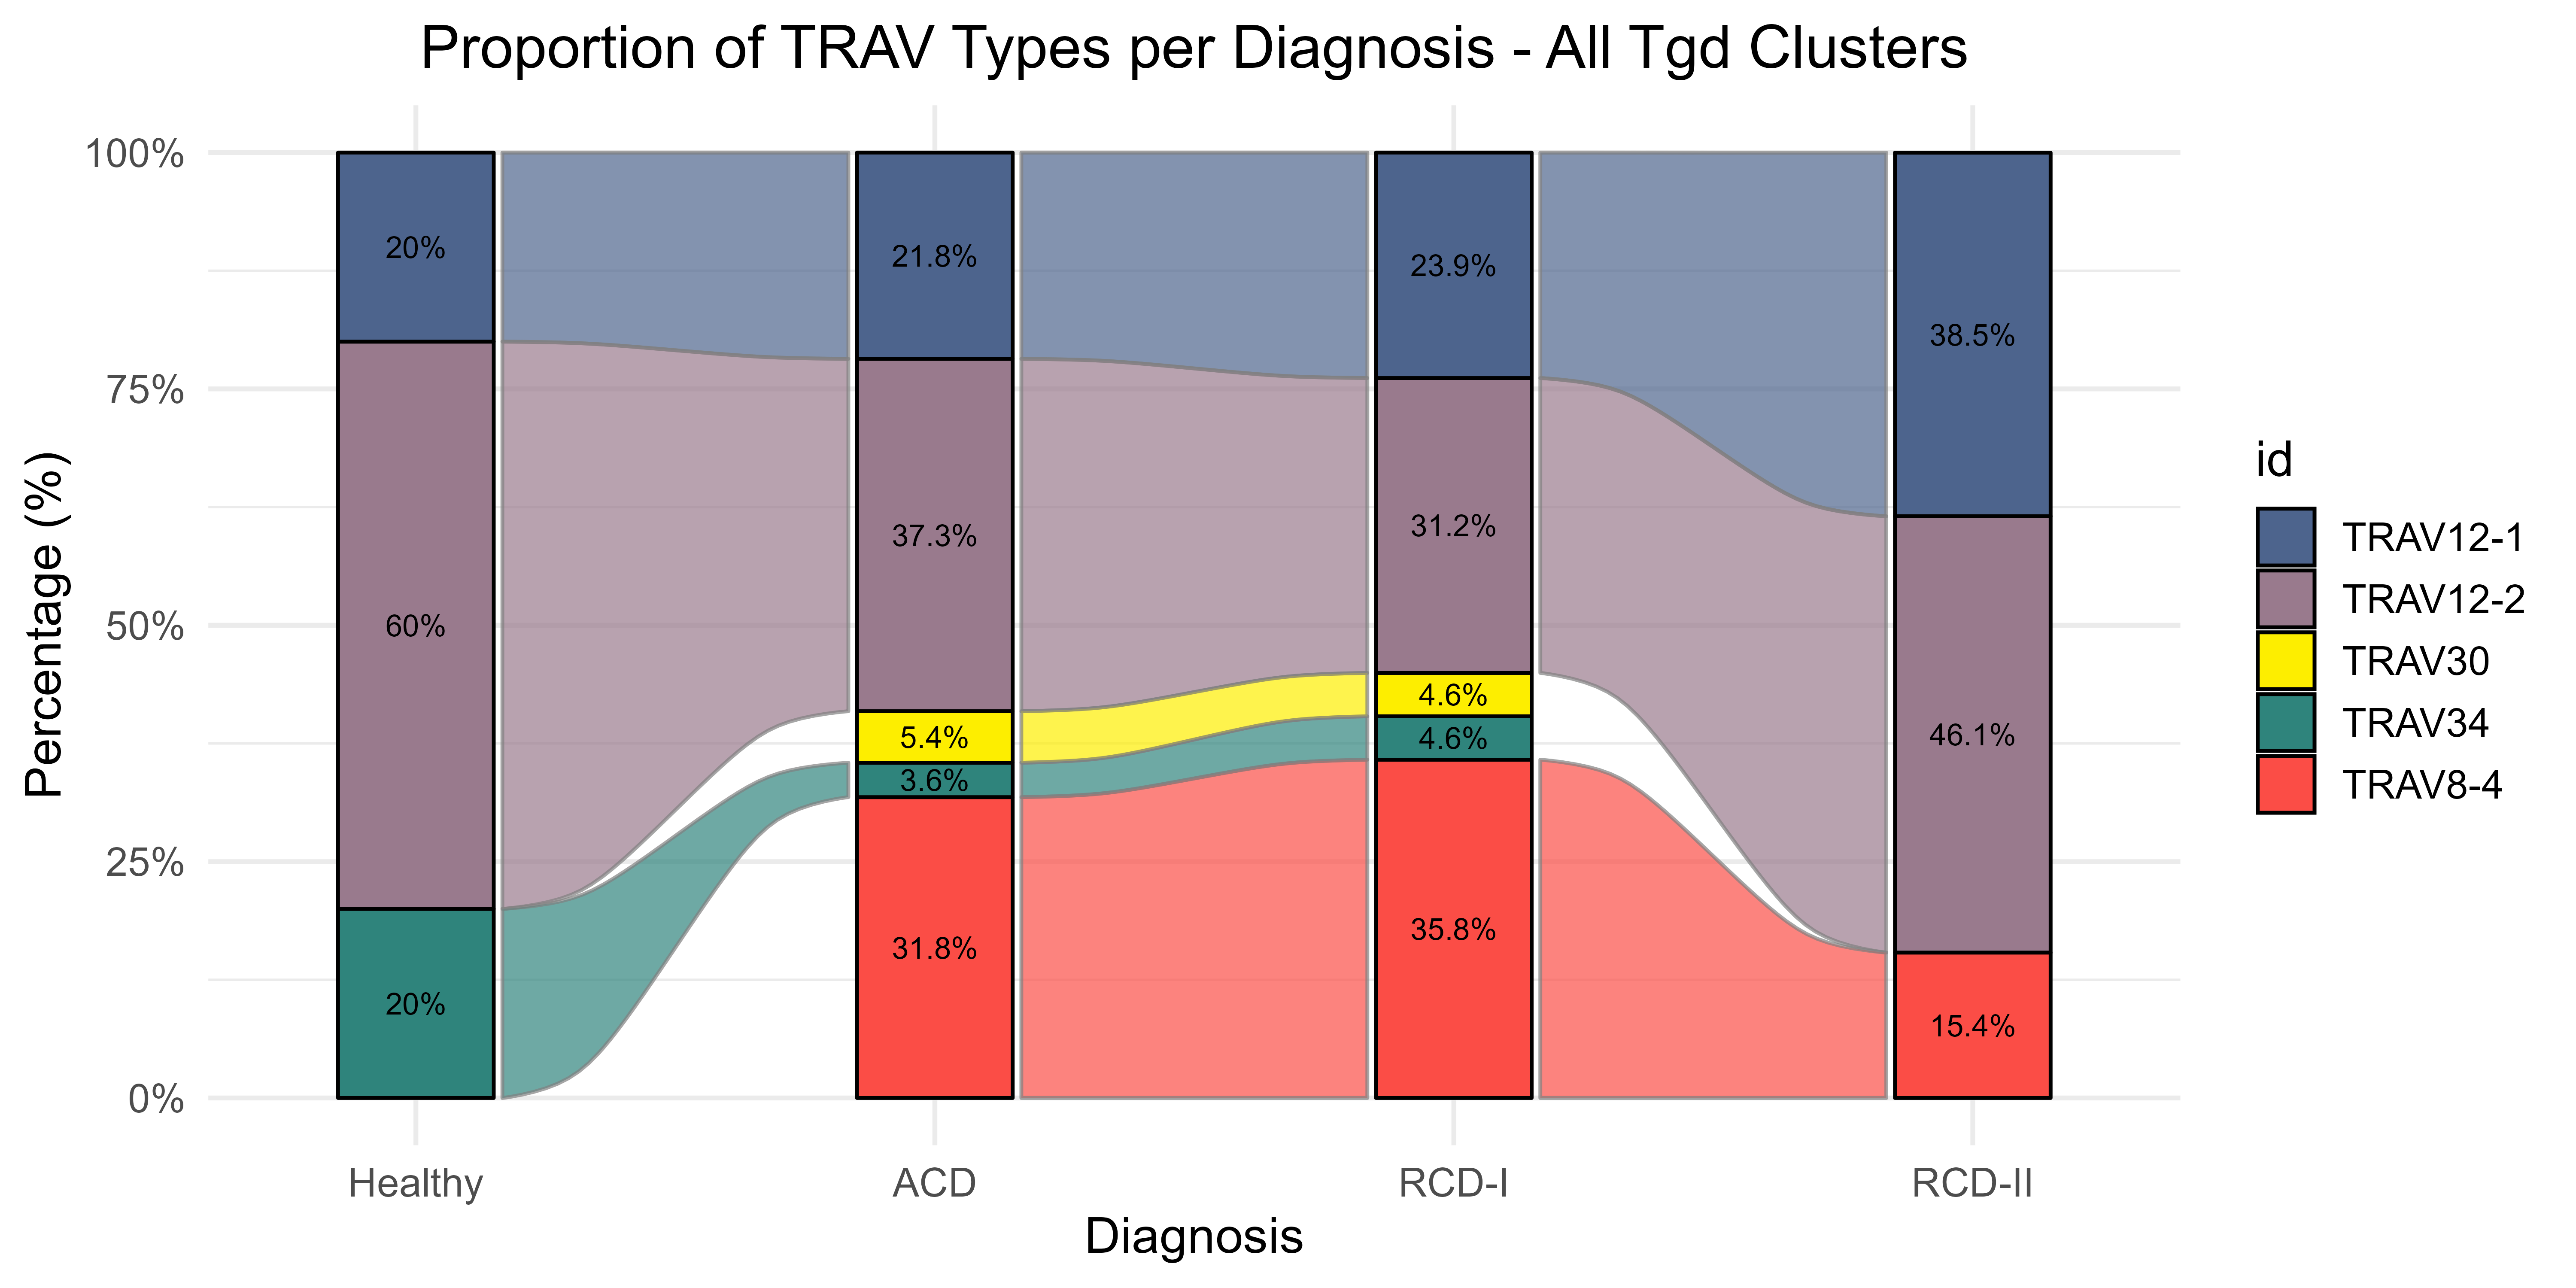 Proportion of TRAV Types per Diagnosis - All Tgd Clusters
Percentage (%)
100%
75%
50%
25%
0%
20%
60%
20%
21.8%
37.3%
5.4%
3.6%
31.8%
23.9%
31.2%
4.6%
4.6%
35.8%
38.5%
46.1%
15.4%
Healthy
ACD
RCD-I
RCD-II
Diagnosis
id
TRAV12-1
TRAV12-2
TRAV30
TRAV34
TRAV8-4